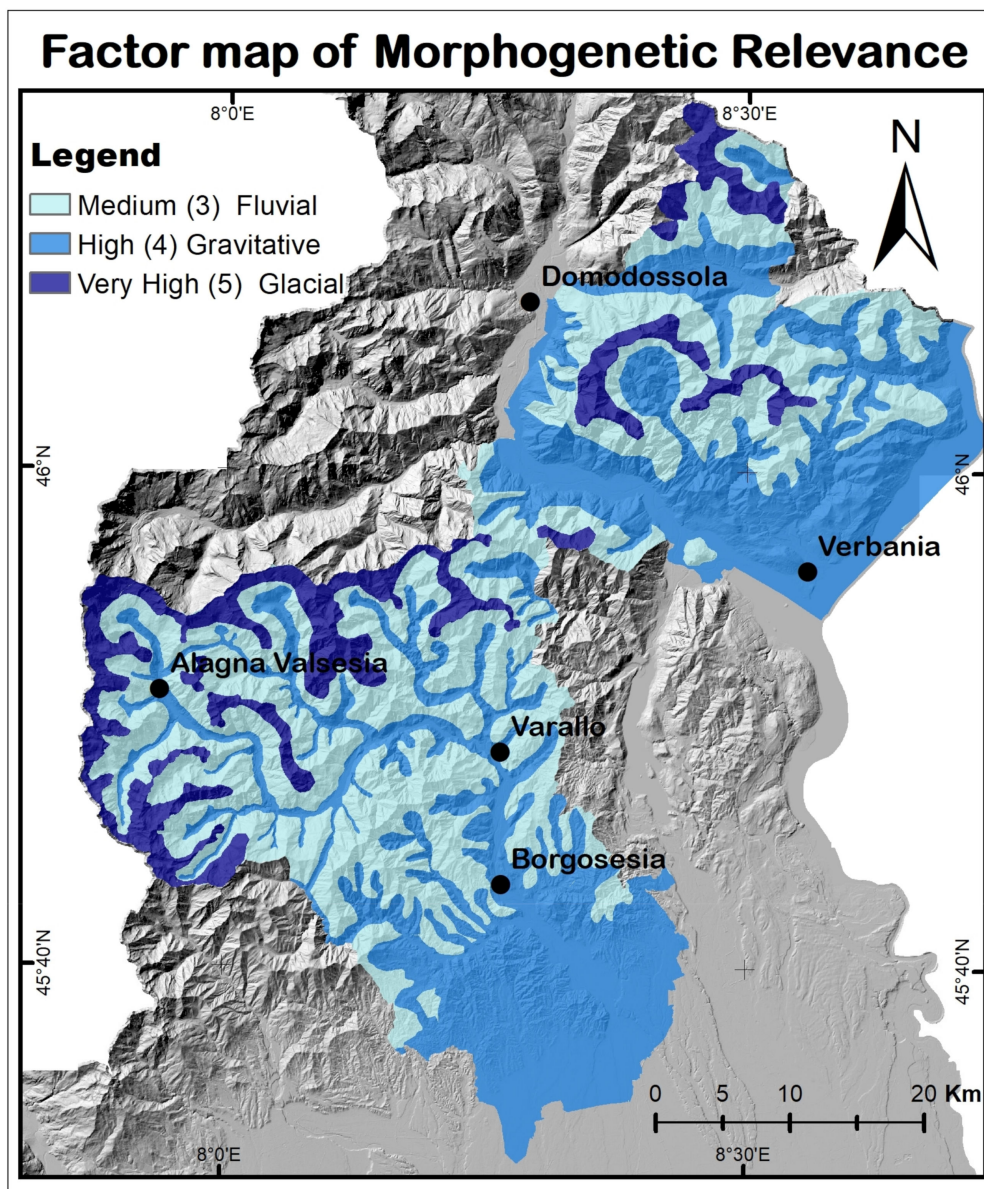 Factor map of Morphogenetic Relevance
8°0'E
8°30'E
Legend
N
Medium (3) Fluvial
High (4) Gravitative
Very High (5) Glacial
Domodossola
46°N
46°N
Verbania
Alagna Valsesia
Varallo
Borgosesia
45°40'N
45°40'N
0 5 10 20 Km
8°0'E
8°30'E